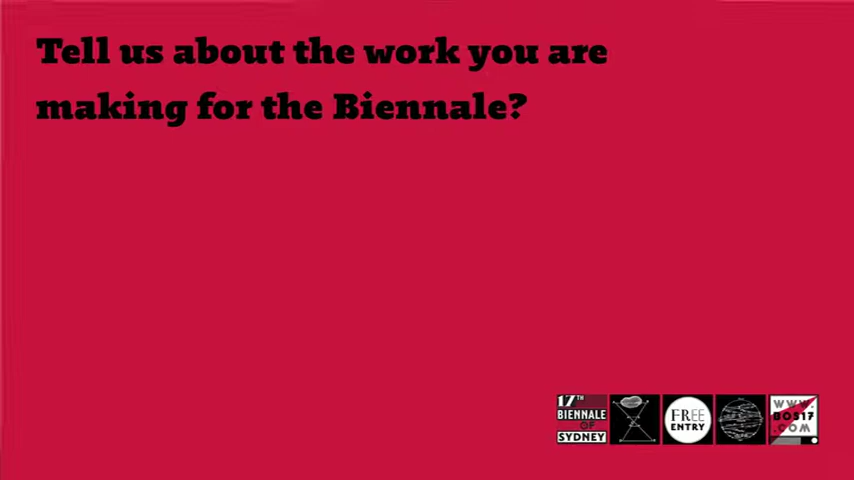 Tell us about the work you are
making for the Biennale?
17TH
BIENNALE
OF
SYDNEY
FREE
ENTRY
WWW.
BOS17
.COM